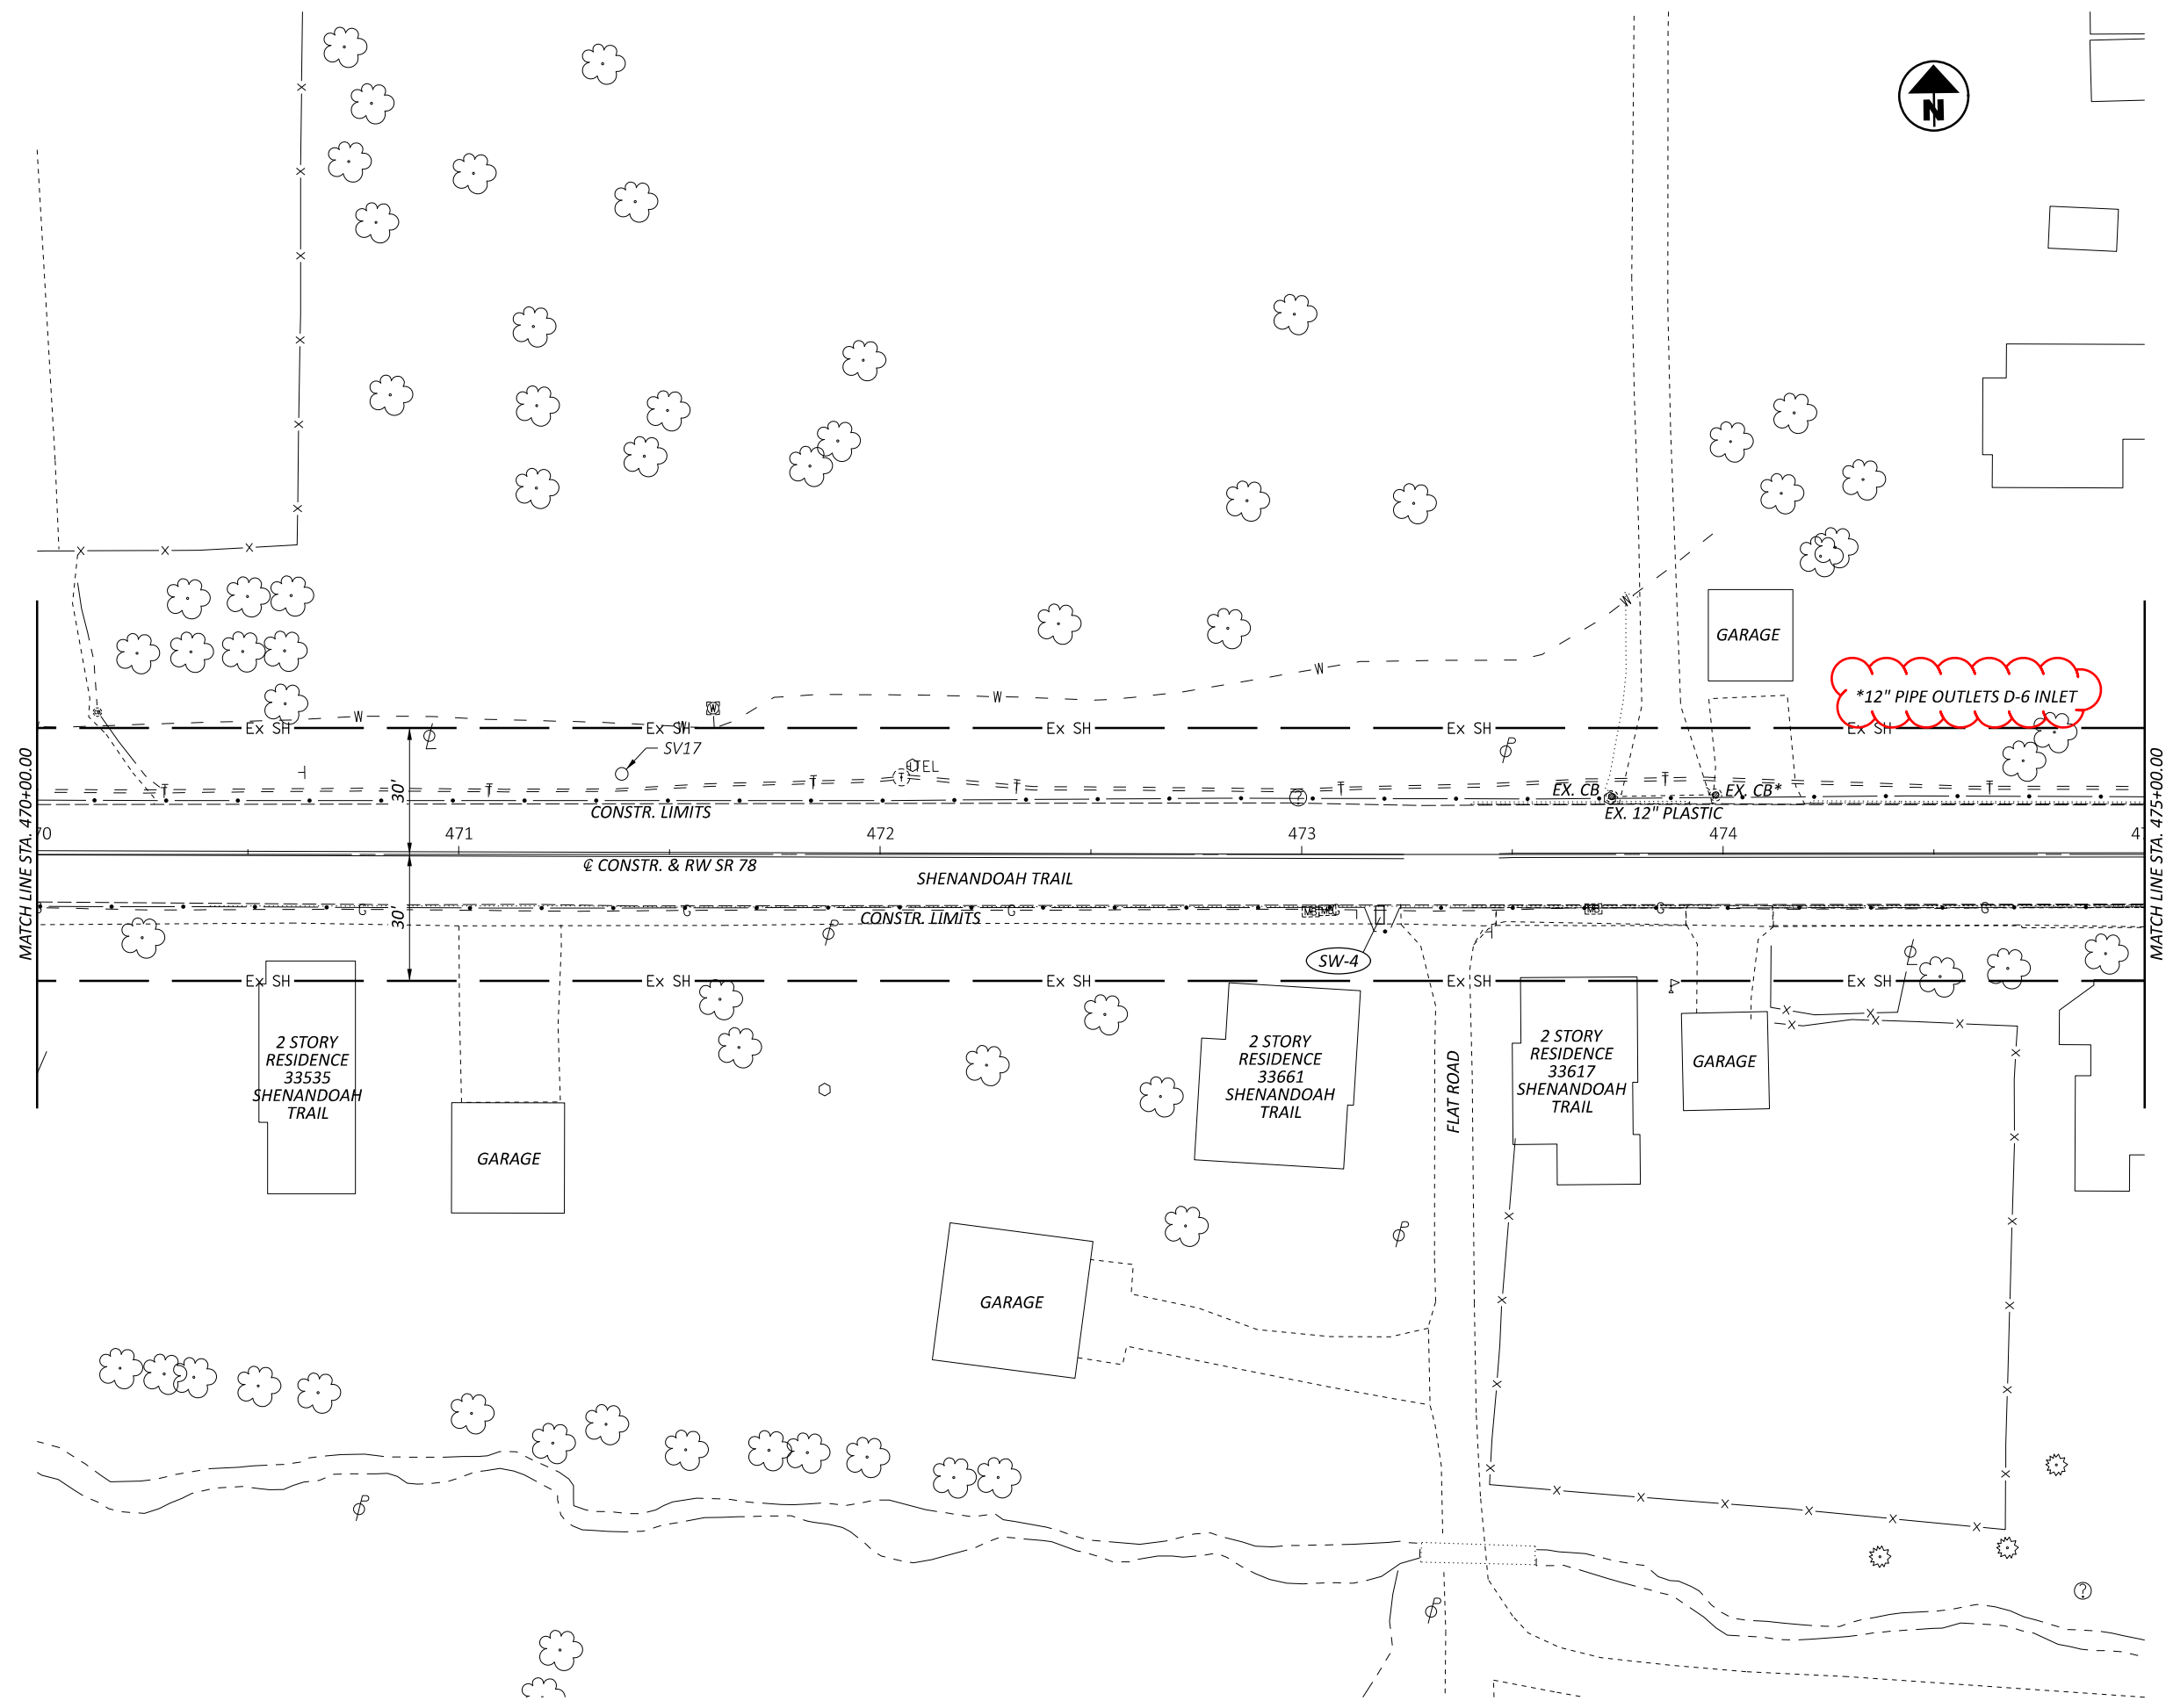 N
GARAGE
*12" PIPE OUTLETS D-6 INLET
Ex SH
Ex SH
Ex SH
Ex SH
Ex SH
W
W
W
W
W
W
SV17
TEL
T
T
T
T
T
T
T
T
30'
EX. CB
EX. CB*
CONSTR. LIMITS
EX. 12" PLASTIC
?
70
471
472
473
474
47
MATCH LINE STA. 470+00.00
MATCH LINE STA. 475+00.00
℄ CONSTR. & RW SR 78
SHENANDOAH TRAIL
30'
CONSTR. LIMITS
G
G
G
G
G
SW-4
Ex SH
Ex SH
Ex SH
Ex SH
Ex SH
2 STORY
RESIDENCE
33535
SHENANDOAH
TRAIL
GARAGE
2 STORY
RESIDENCE
33661
SHENANDOAH
TRAIL
FLAT ROAD
2 STORY
RESIDENCE
33617
SHENANDOAH
TRAIL
GARAGE
GARAGE
?